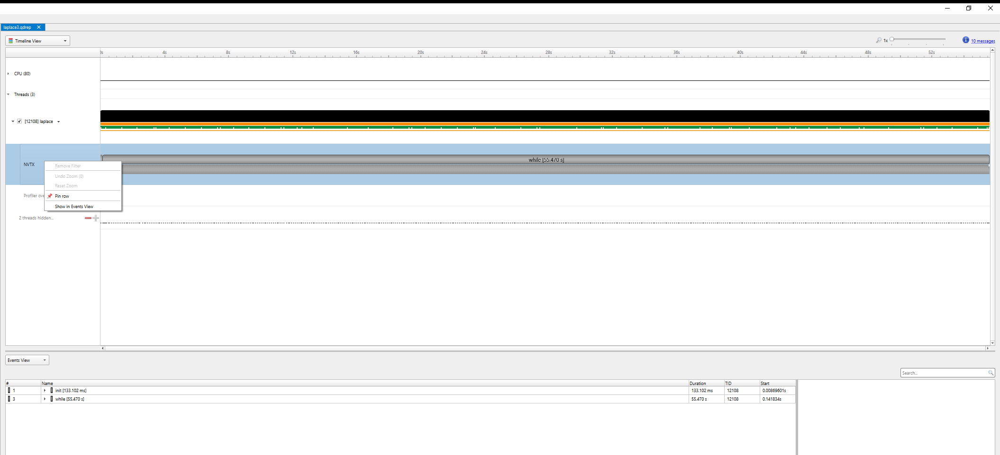 laplace3.qdrep
Timeline View
1x
10 messages
0s 4s 8s 12s 16s 20s 24s 28s 32s 36s 40s 44s 48s 52s
CPU (80)
Threads (3)
[12108] laplace
while [55.470 s]
NVTX
Remove Filter
Undo Zoom (0)
Reset Zoom
Profiler ove
Pin row
Show in Events View
2 threads hidden...
Events View
Search...
# Name Duration TID Start
1 init [133.102 ms] 133.102 ms 12108 0.00869601s
3 while [55.470 s] 55.470 s 12108 0.141834s